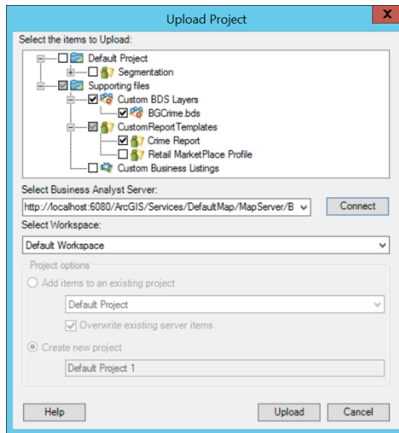 Upload Project
X
Select the items to Upload:
Default Project
Segmentation
Supporting files
Custom BDS Layers
BGCrime.bds
CustomReportTemplates
Crime Report
Retail MarketPlace Profile
Custom Business Listings
Select Business Analyst Server:
http://localhost:6080/ArcGIS/Services/DefaultMap/MapServer/B
Connect
Select Workspace:
Default Workspace
Project options
Add items to an existing project
Default Project
Overwrite existing server items
Create new project
Default Project 1
Help
Upload
Cancel